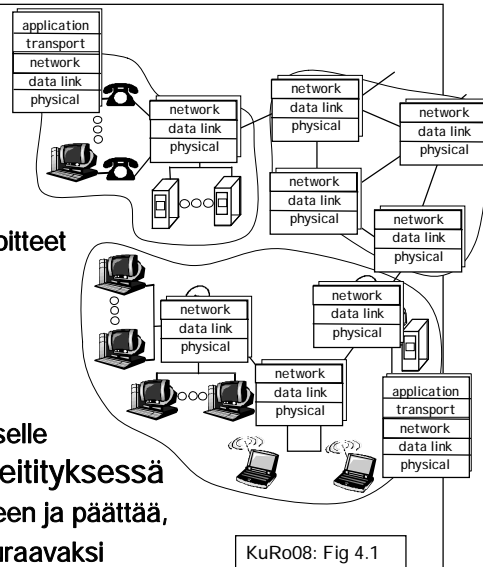 application
transport
network
data link
physical
network
data link
physical
network
data link
physical
network
data link
physical
network
data link
physical
network
data link
physical
oitteet
network
data link
physical
network
data link
physical
network
data link
physical
application
transport
network
data link
physical
selle
eitityksessä
een ja päättää,
uraavaksi
KuRo08: Fig 4.1